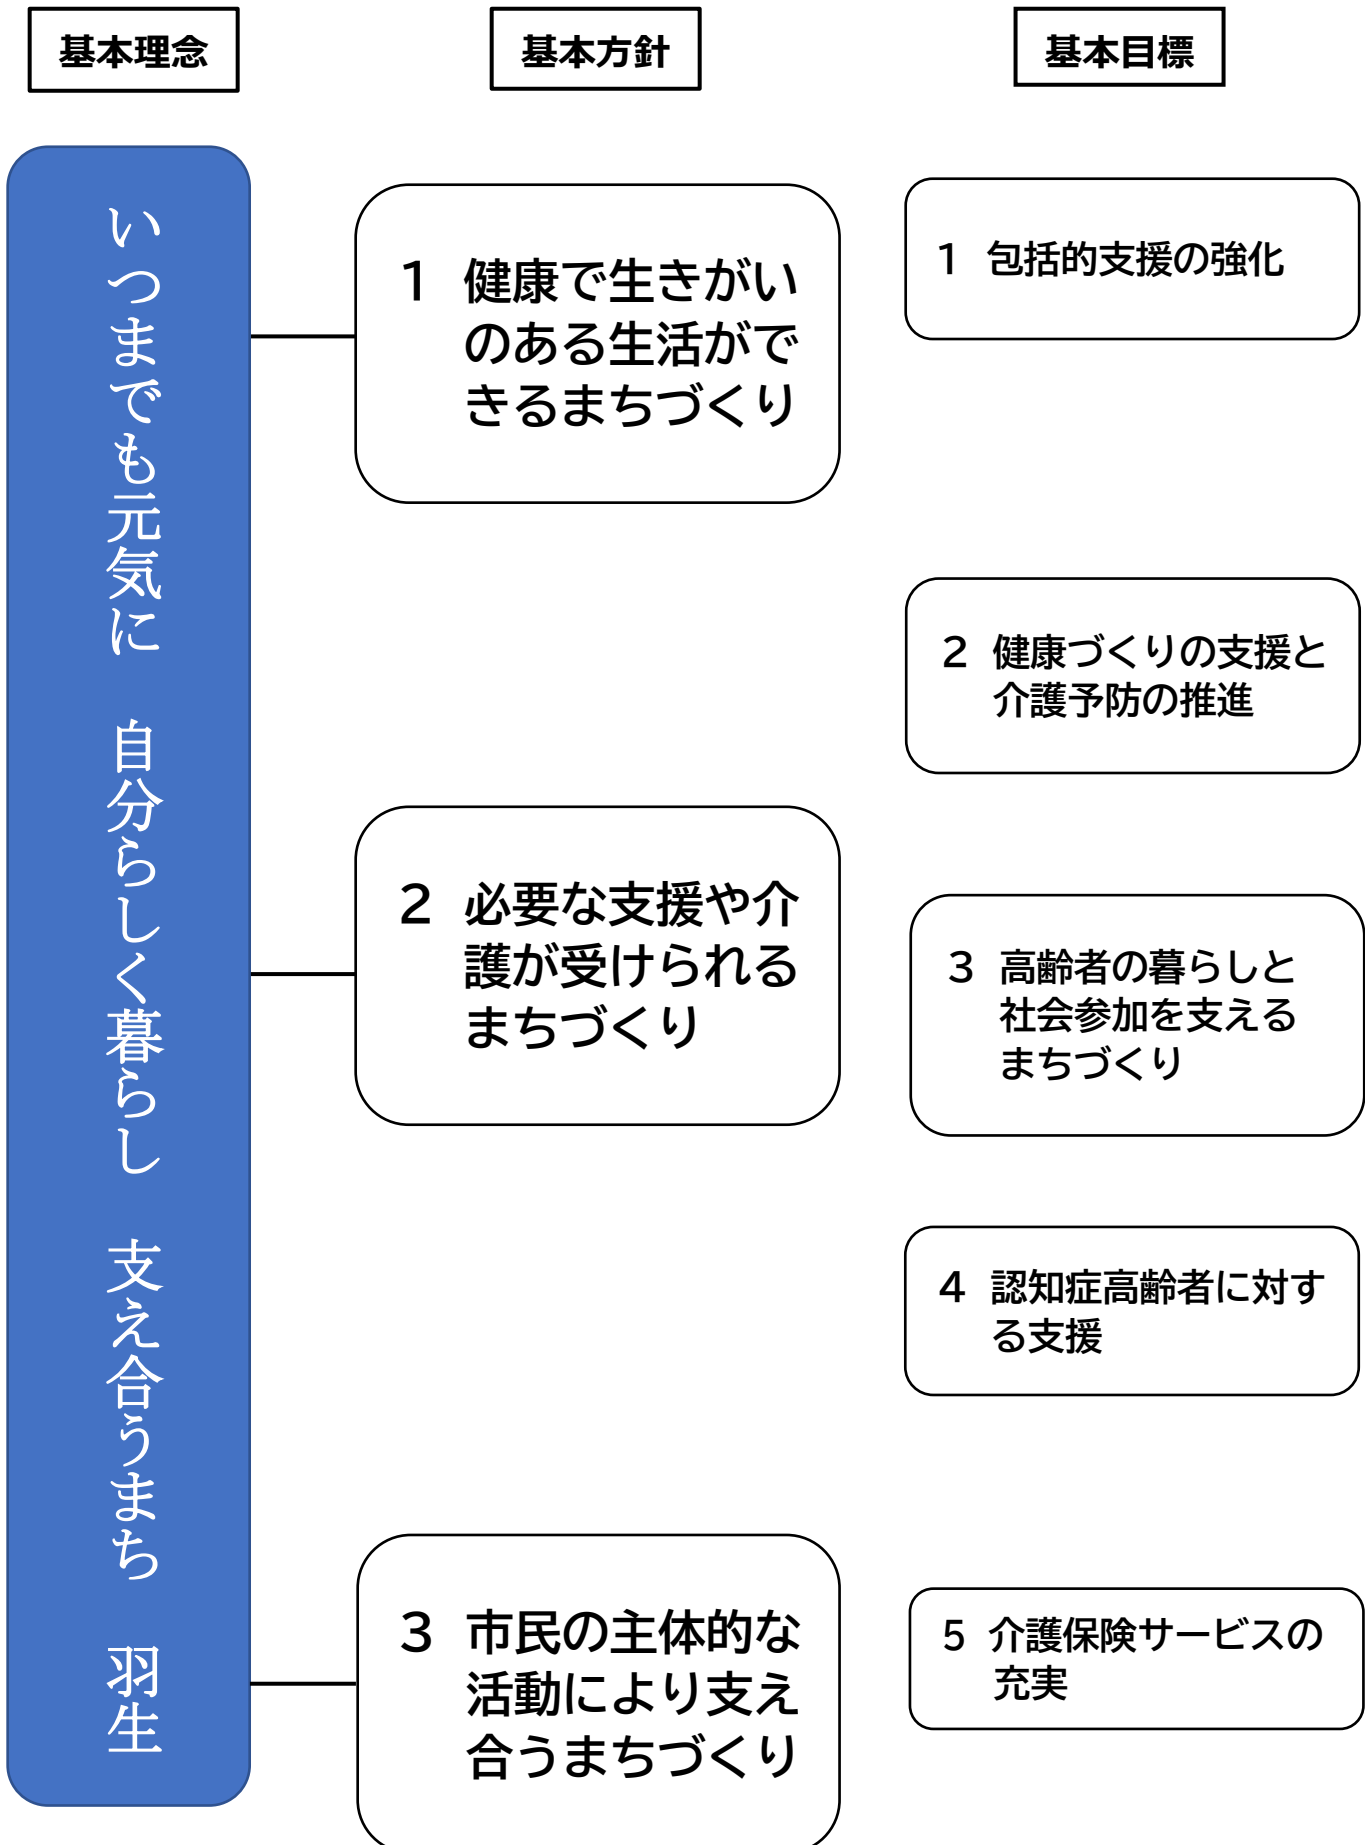 基本理念
基本方針
基本目標
いつまでも元気に　自分らしく暮らし　支え合うまち　羽生
1 健康で生きがい
のある生活がで
きるまちづくり
2 必要な支援や介
護が受けられる
まちづくり
3 市民の主体的な
活動により支え
合うまちづくり
1 包括的支援の強化
2 健康づくりの支援と
介護予防の推進
3 高齢者の暮らしと
社会参加を支える
まちづくり
4 認知症高齢者に対す
る支援
5 介護保険サービスの
充実